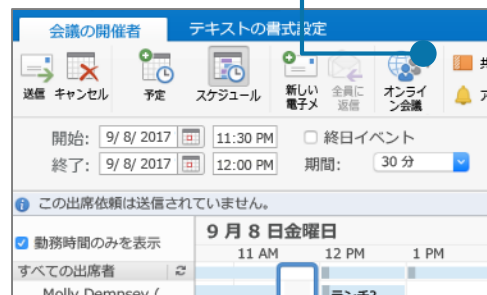 会議の開催者 テキストの書式設定
送信 キャンセル 予定 スケジュール 新しい電子メ 全員に返信 オンライン会議
開始: 9/ 8/ 2017 11:30 PM 終日イベント
終了: 9/ 8/ 2017 12:00 PM 期間: 30 分
この出席依頼は送信されていません。
勤務時間のみを表示 9 月 8 日金曜日
11 AM 12 PM 1 PM
すべての出席者
Molly Dempsey ( ランチ2